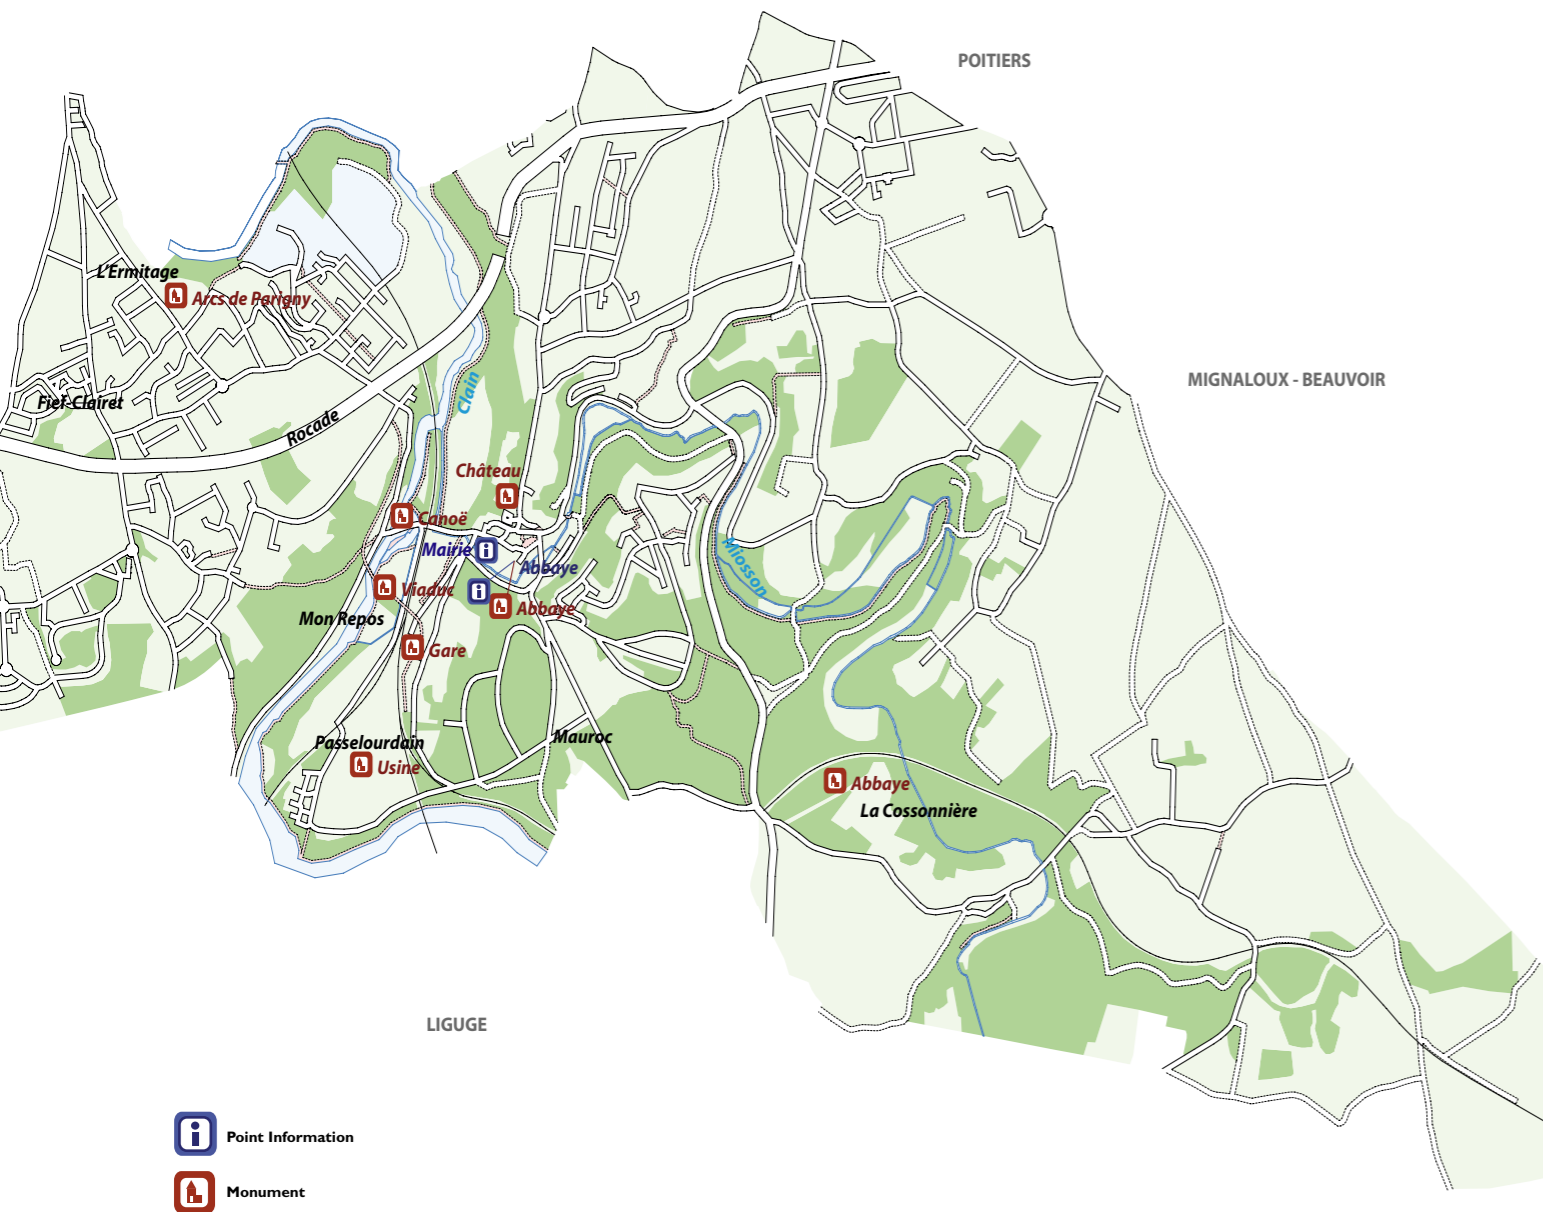 POITIERS
L'Ermitage
Arcs de Parigny
MIGNALOUX - BEAUVOIR
Clain
Fief-Clairet
Rocade
Château
Canoë
Mairie
Abbaye
Miosson
Viaduc
Abbaye
Mon Repos
Gare
Mauroc
Passelourdain
Usine
Abbaye
La Cossonnière
LIGUGE
Point Information
Monument